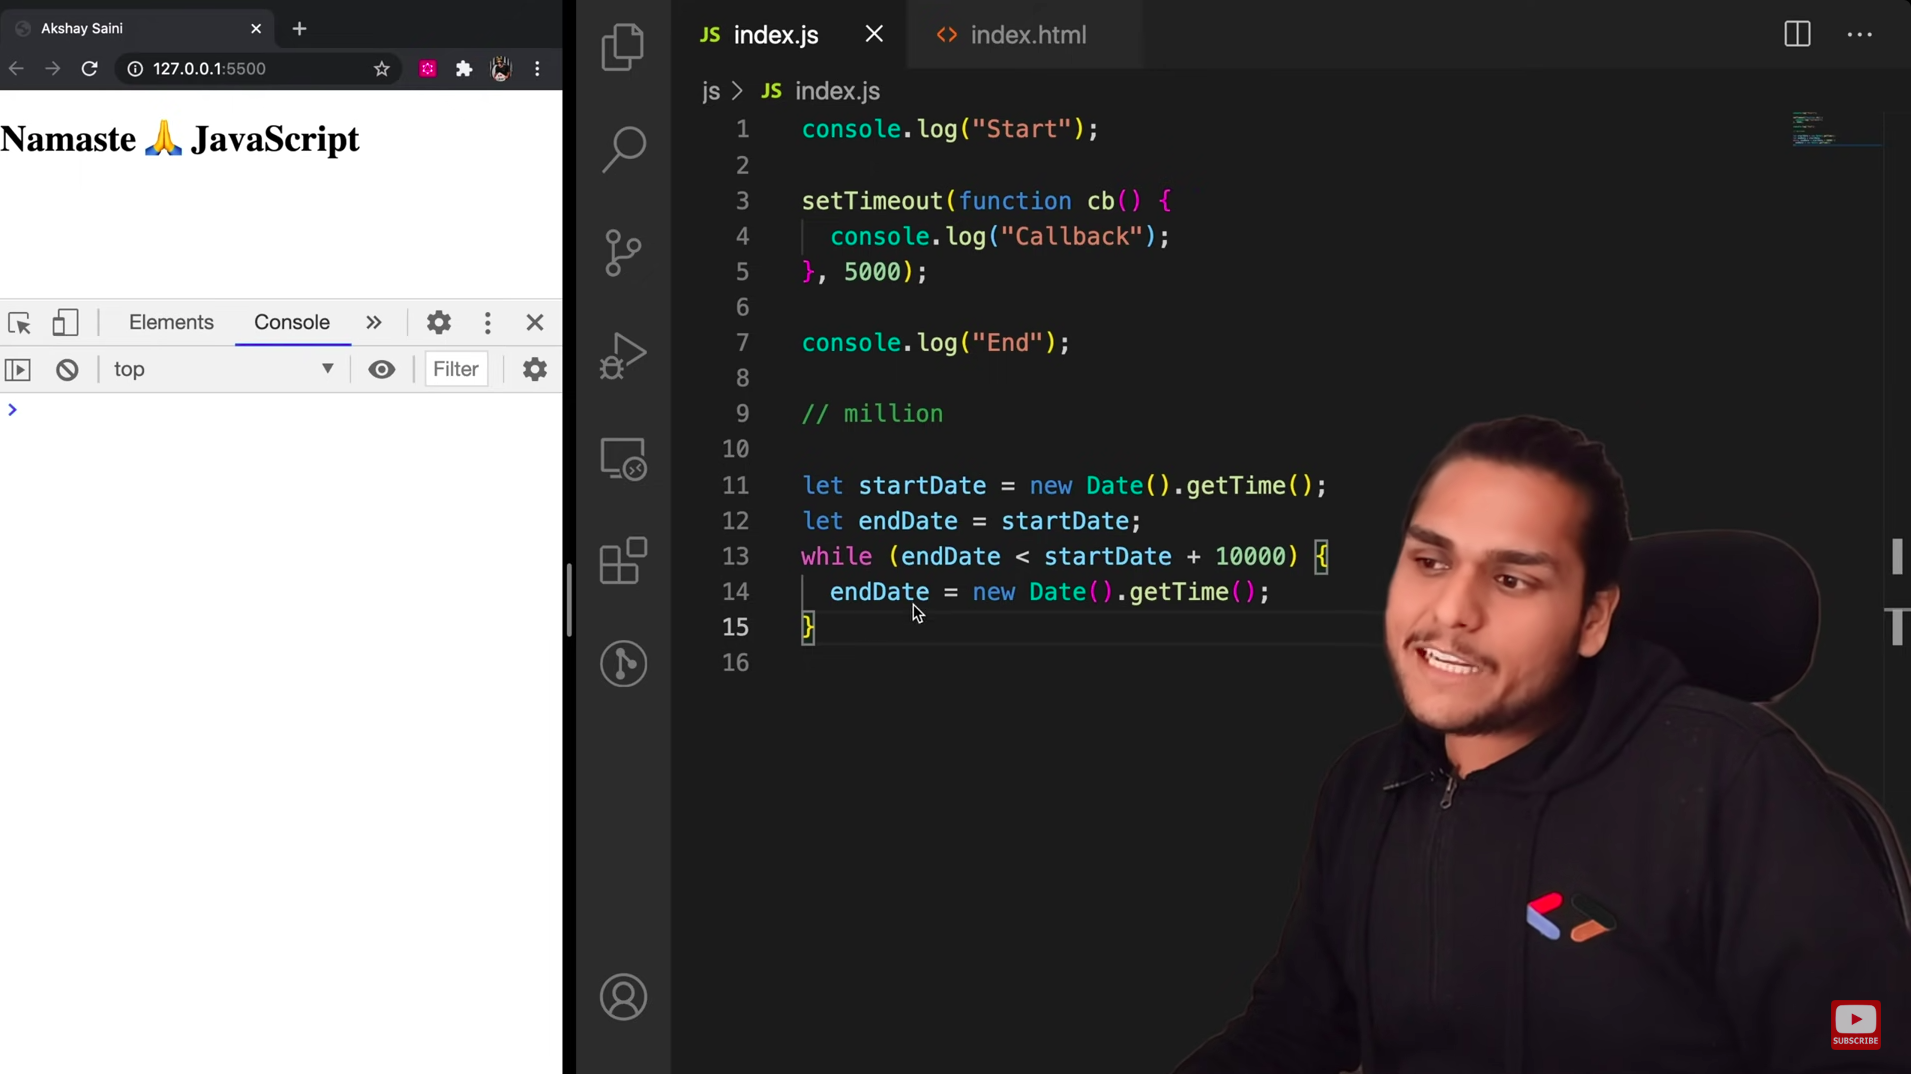 Akshay Saini
127.0.0.1:5500
Namaste 🙏 JavaScript
Elements Console
top Filter
JS index.js index.html
js > JS index.js
1 console.log("Start");
2
3 setTimeout(function cb() {
4 console.log("Callback");
5 }, 5000);
6
7 console.log("End");
8
9 // million
10
11 let startDate = new Date().getTime();
12 let endDate = startDate;
13 while (endDate < startDate + 10000) {
14 endDate = new Date().getTime();
15 }
16
SUBSCRIBE